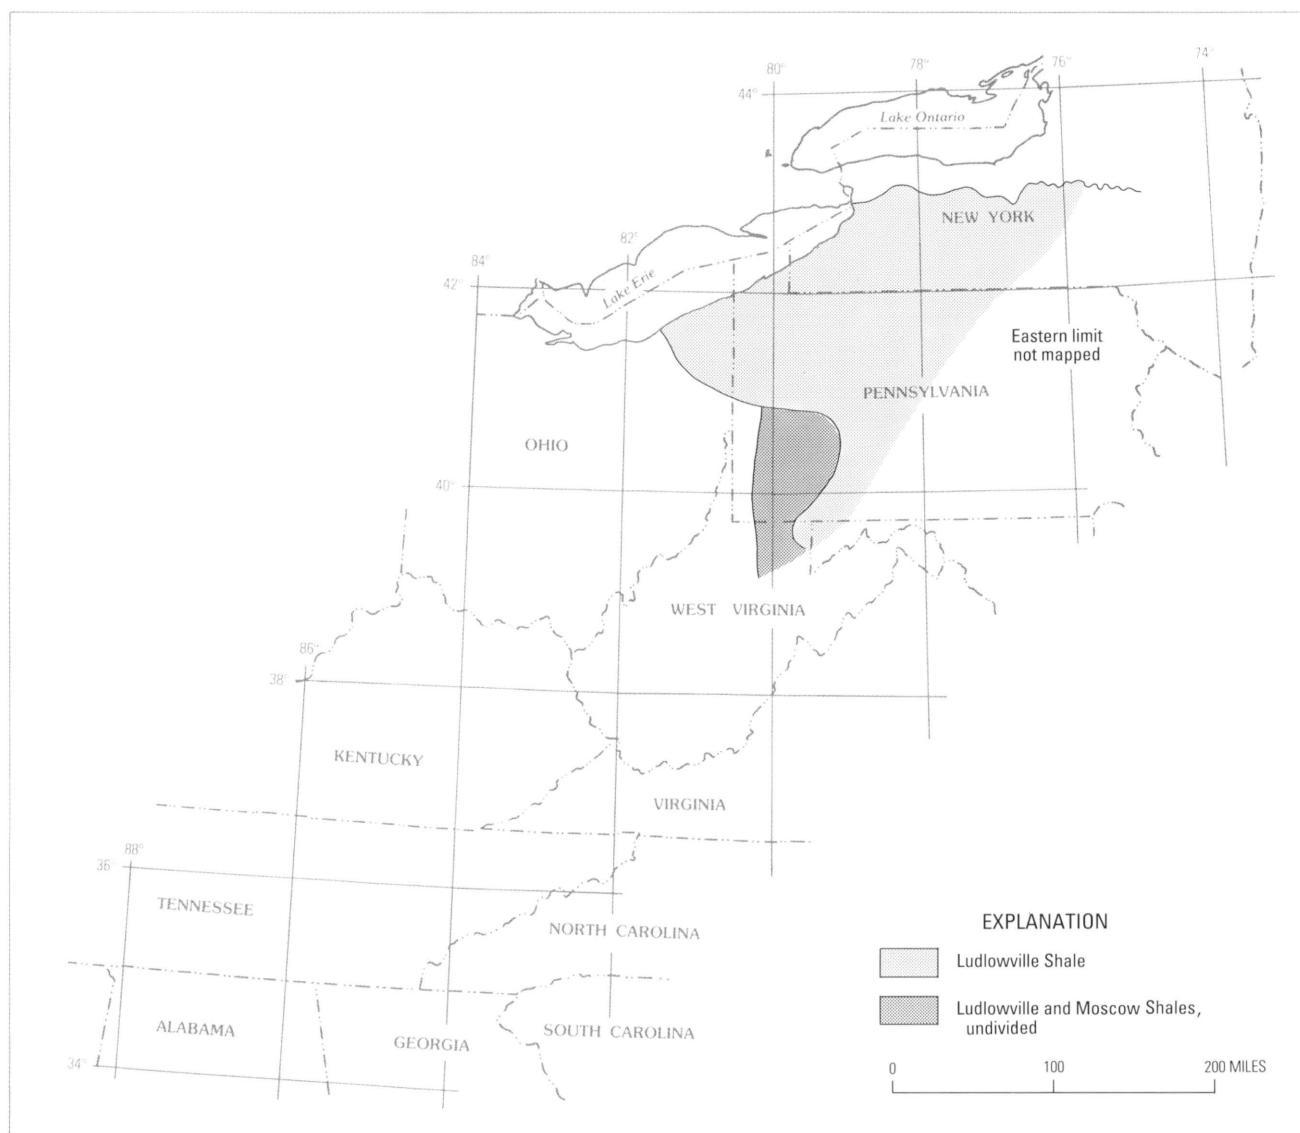 74°
76°
78°
80°
44°
Lake Ontario
NEW YORK
82°
84°
42°
Lake Erie
Eastern limit
not mapped
PENNSYLVANIA
OHIO
40°
WEST VIRGINIA
86°
38°
KENTUCKY
VIRGINIA
88°
36°
TENNESSEE
NORTH CAROLINA
EXPLANATION
Ludlowville Shale
Ludlowville and Moscow Shales,
undivided
ALABAMA
GEORGIA
SOUTH CAROLINA
34°
0 100 200 MILES